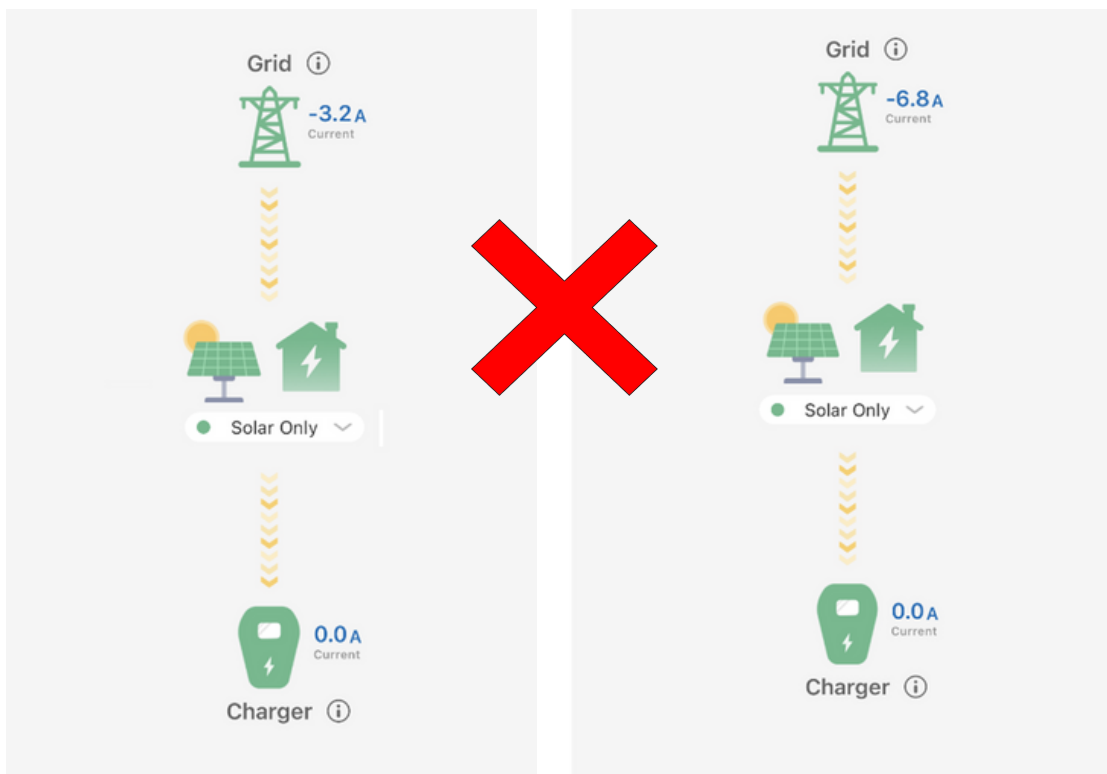 Grid
-3.2A
Current
Solar Only
0.0A
Current
Charger
Grid
-6.8A
Current
Solar Only
0.0A
Current
Charger